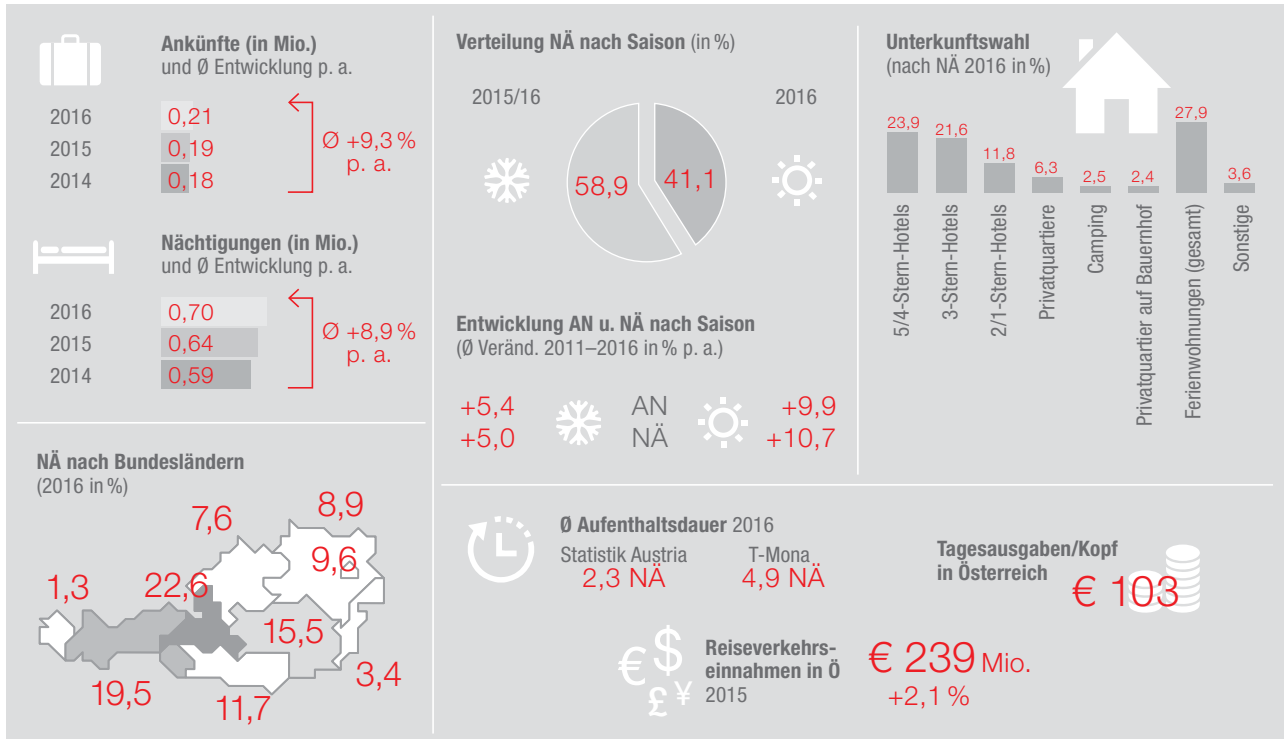 Ankünfte (in Mio.)
und Ø Entwicklung p. a.
2016 0,21
2015 0,19
2014 0,18
Ø +9,3 %
p. a.
Nächtigungen (in Mio.)
und Ø Entwicklung p. a.
2016 0,70
2015 0,64
2014 0,59
Ø +8,9 %
p. a.
NÄ nach Bundesländern
(2016 in %)
7,6
8,9
9,6
1,3
22,6
15,5
19,5
11,7
3,4
Verteilung NÄ nach Saison (in %)
2015/16
2016
58,9
41,1
Entwicklung AN u. NÄ nach Saison
(Ø Veränd. 2011–2016 in % p. a.)
+5,4 AN +9,9
+5,0 NÄ +10,7
Unterkunftswahl
(nach NÄ 2016 in %)
23,9
21,6
11,8
6,3
2,5
2,4
27,9
3,6
5/4-Stern-Hotels
3-Stern-Hotels
2/1-Stern-Hotels
Privatquartiere
Camping
Privatquartier auf Bauernhof
Ferienwohnungen (gesamt)
Sonstige
Ø Aufenthaltsdauer 2016
Statistik Austria T-Mona
2,3 NÄ 4,9 NÄ
Tagesausgaben/Kopf
in Österreich
€ 103
€ $ £ ¥
Reiseverkehrs-
einnahmen in Ö
2015
€ 239 Mio.
+2,1 %